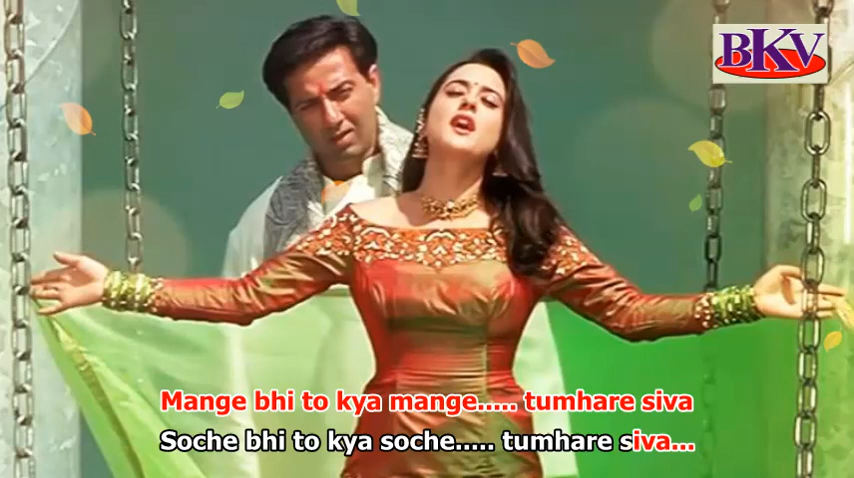 BKV
Mange bhi to kya mange..... tumhare siva
Soche bhi to kya soche..... tumhare siva...